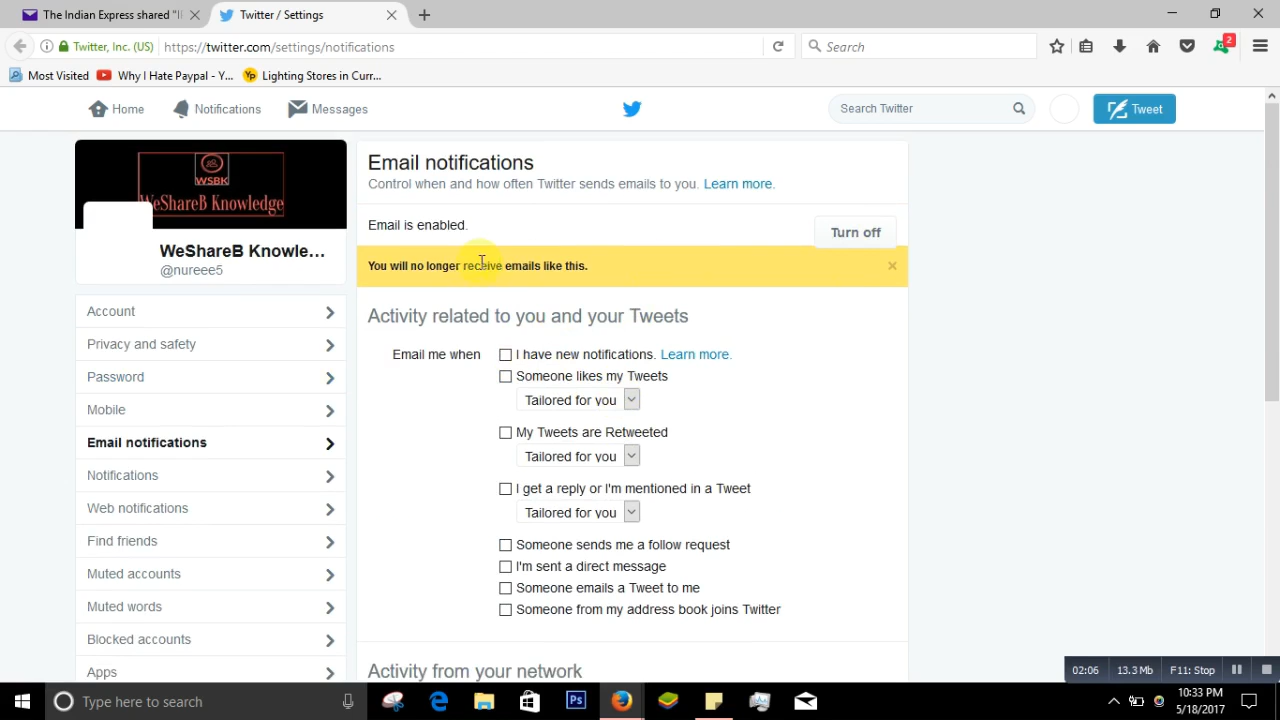 The Indian Express shared "I
Twitter / Settings
Twitter, Inc. (US)
https://twitter.com/settings/notifications
Search
2
Most Visited
Why I Hate Paypal - Y...
Lighting Stores in Curr...
Home
Notifications
Messages
Search Twitter
Tweet
WSBK
WeShareB Knowledge
WeShareB Knowle...
@nureee5
Account
Privacy and safety
Password
Mobile
Email notifications
Notifications
Web notifications
Find friends
Muted accounts
Muted words
Blocked accounts
Apps
Email notifications
Control when and how often Twitter sends emails to you. Learn more.
Email is enabled.
Turn off
You will no longer receive emails like this.
Activity related to you and your Tweets
Email me when
I have new notifications. Learn more.
Someone likes my Tweets
Tailored for you
My Tweets are Retweeted
Tailored for you
I get a reply or I'm mentioned in a Tweet
Tailored for you
Someone sends me a follow request
I'm sent a direct message
Someone emails a Tweet to me
Someone from my address book joins Twitter
Activity from your network
02:06
13.3 Mb
F11: Stop
Type here to search
Ps
10:33 PM
5/18/2017